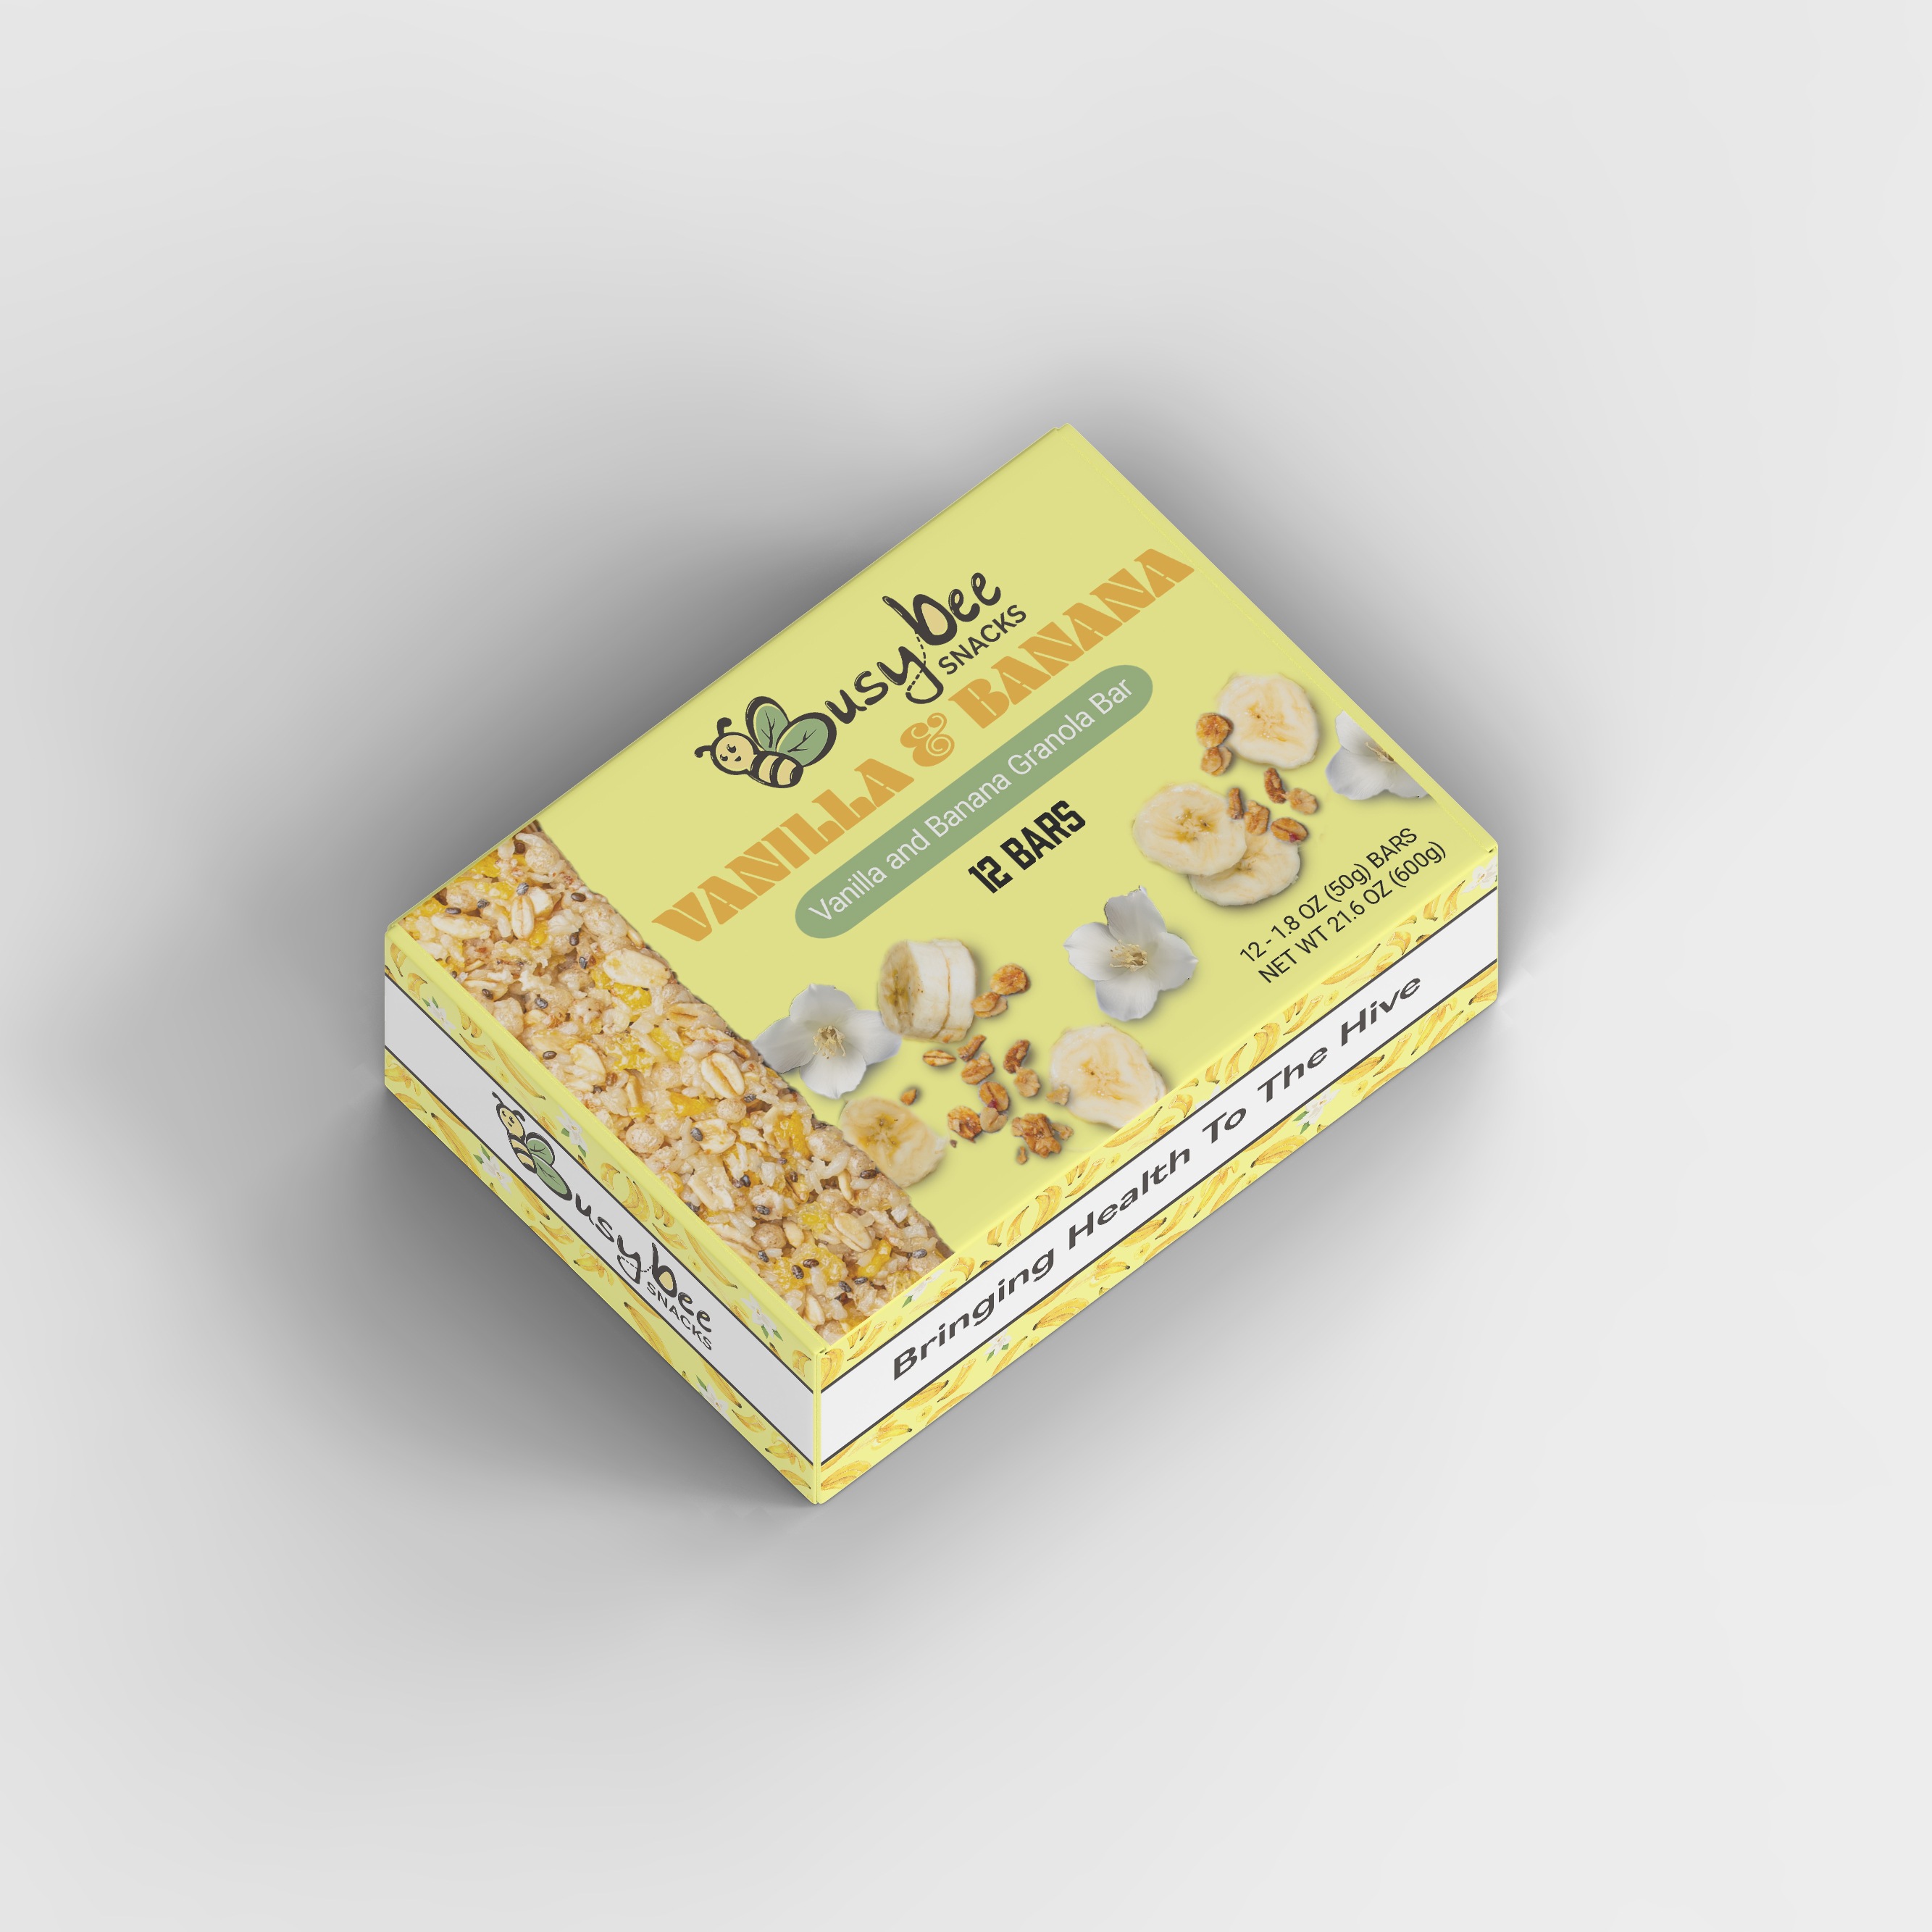 Busy bee
SNACKS
VANILLA & BANANA
Vanilla and Banana Granola Bar
12 BARS
12 - 1.8 OZ (50g) BARS
NET WT 21.6 OZ (600g)
Bringing Health To The Hive
Busy bee
SNACKS